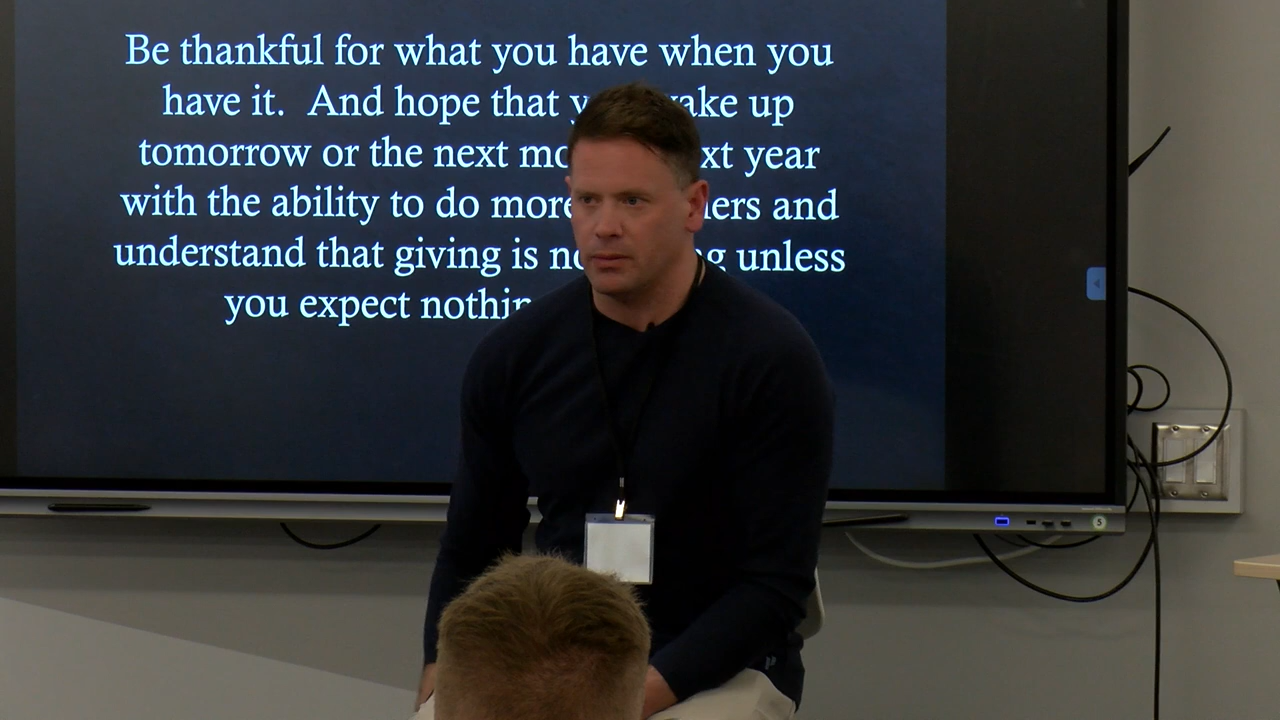 Be thankful for what you have when you
have it. And hope that up
tomorrow or the next year
with the ability to do more and
understand that giving is unless
you expect
5